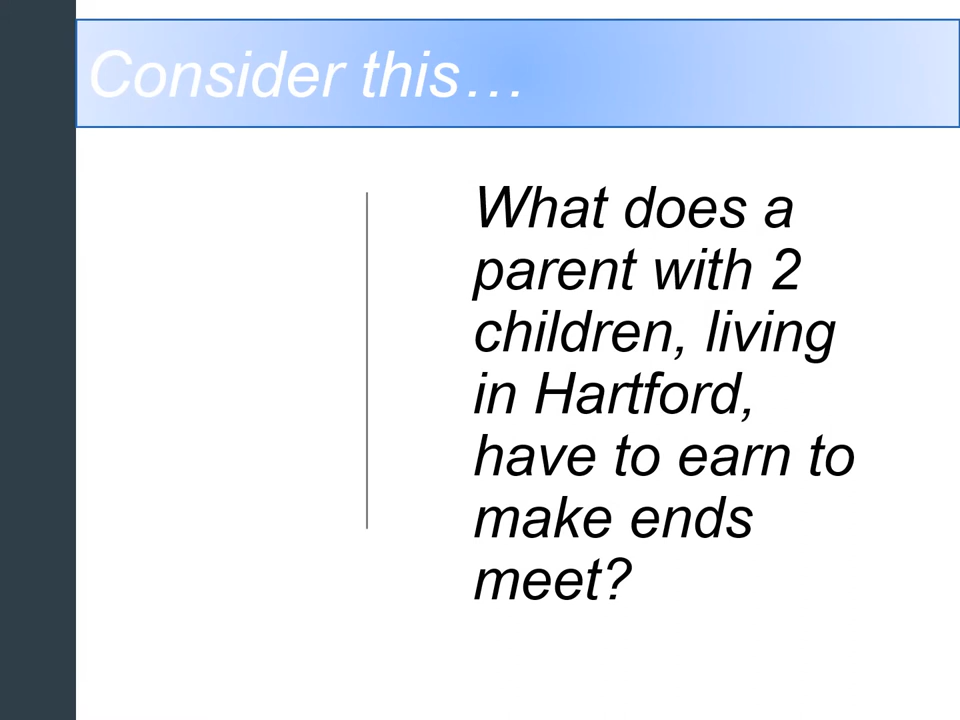 Consider this…
What does a
parent with 2
children, living
in Hartford,
have to earn to
make ends
meet?